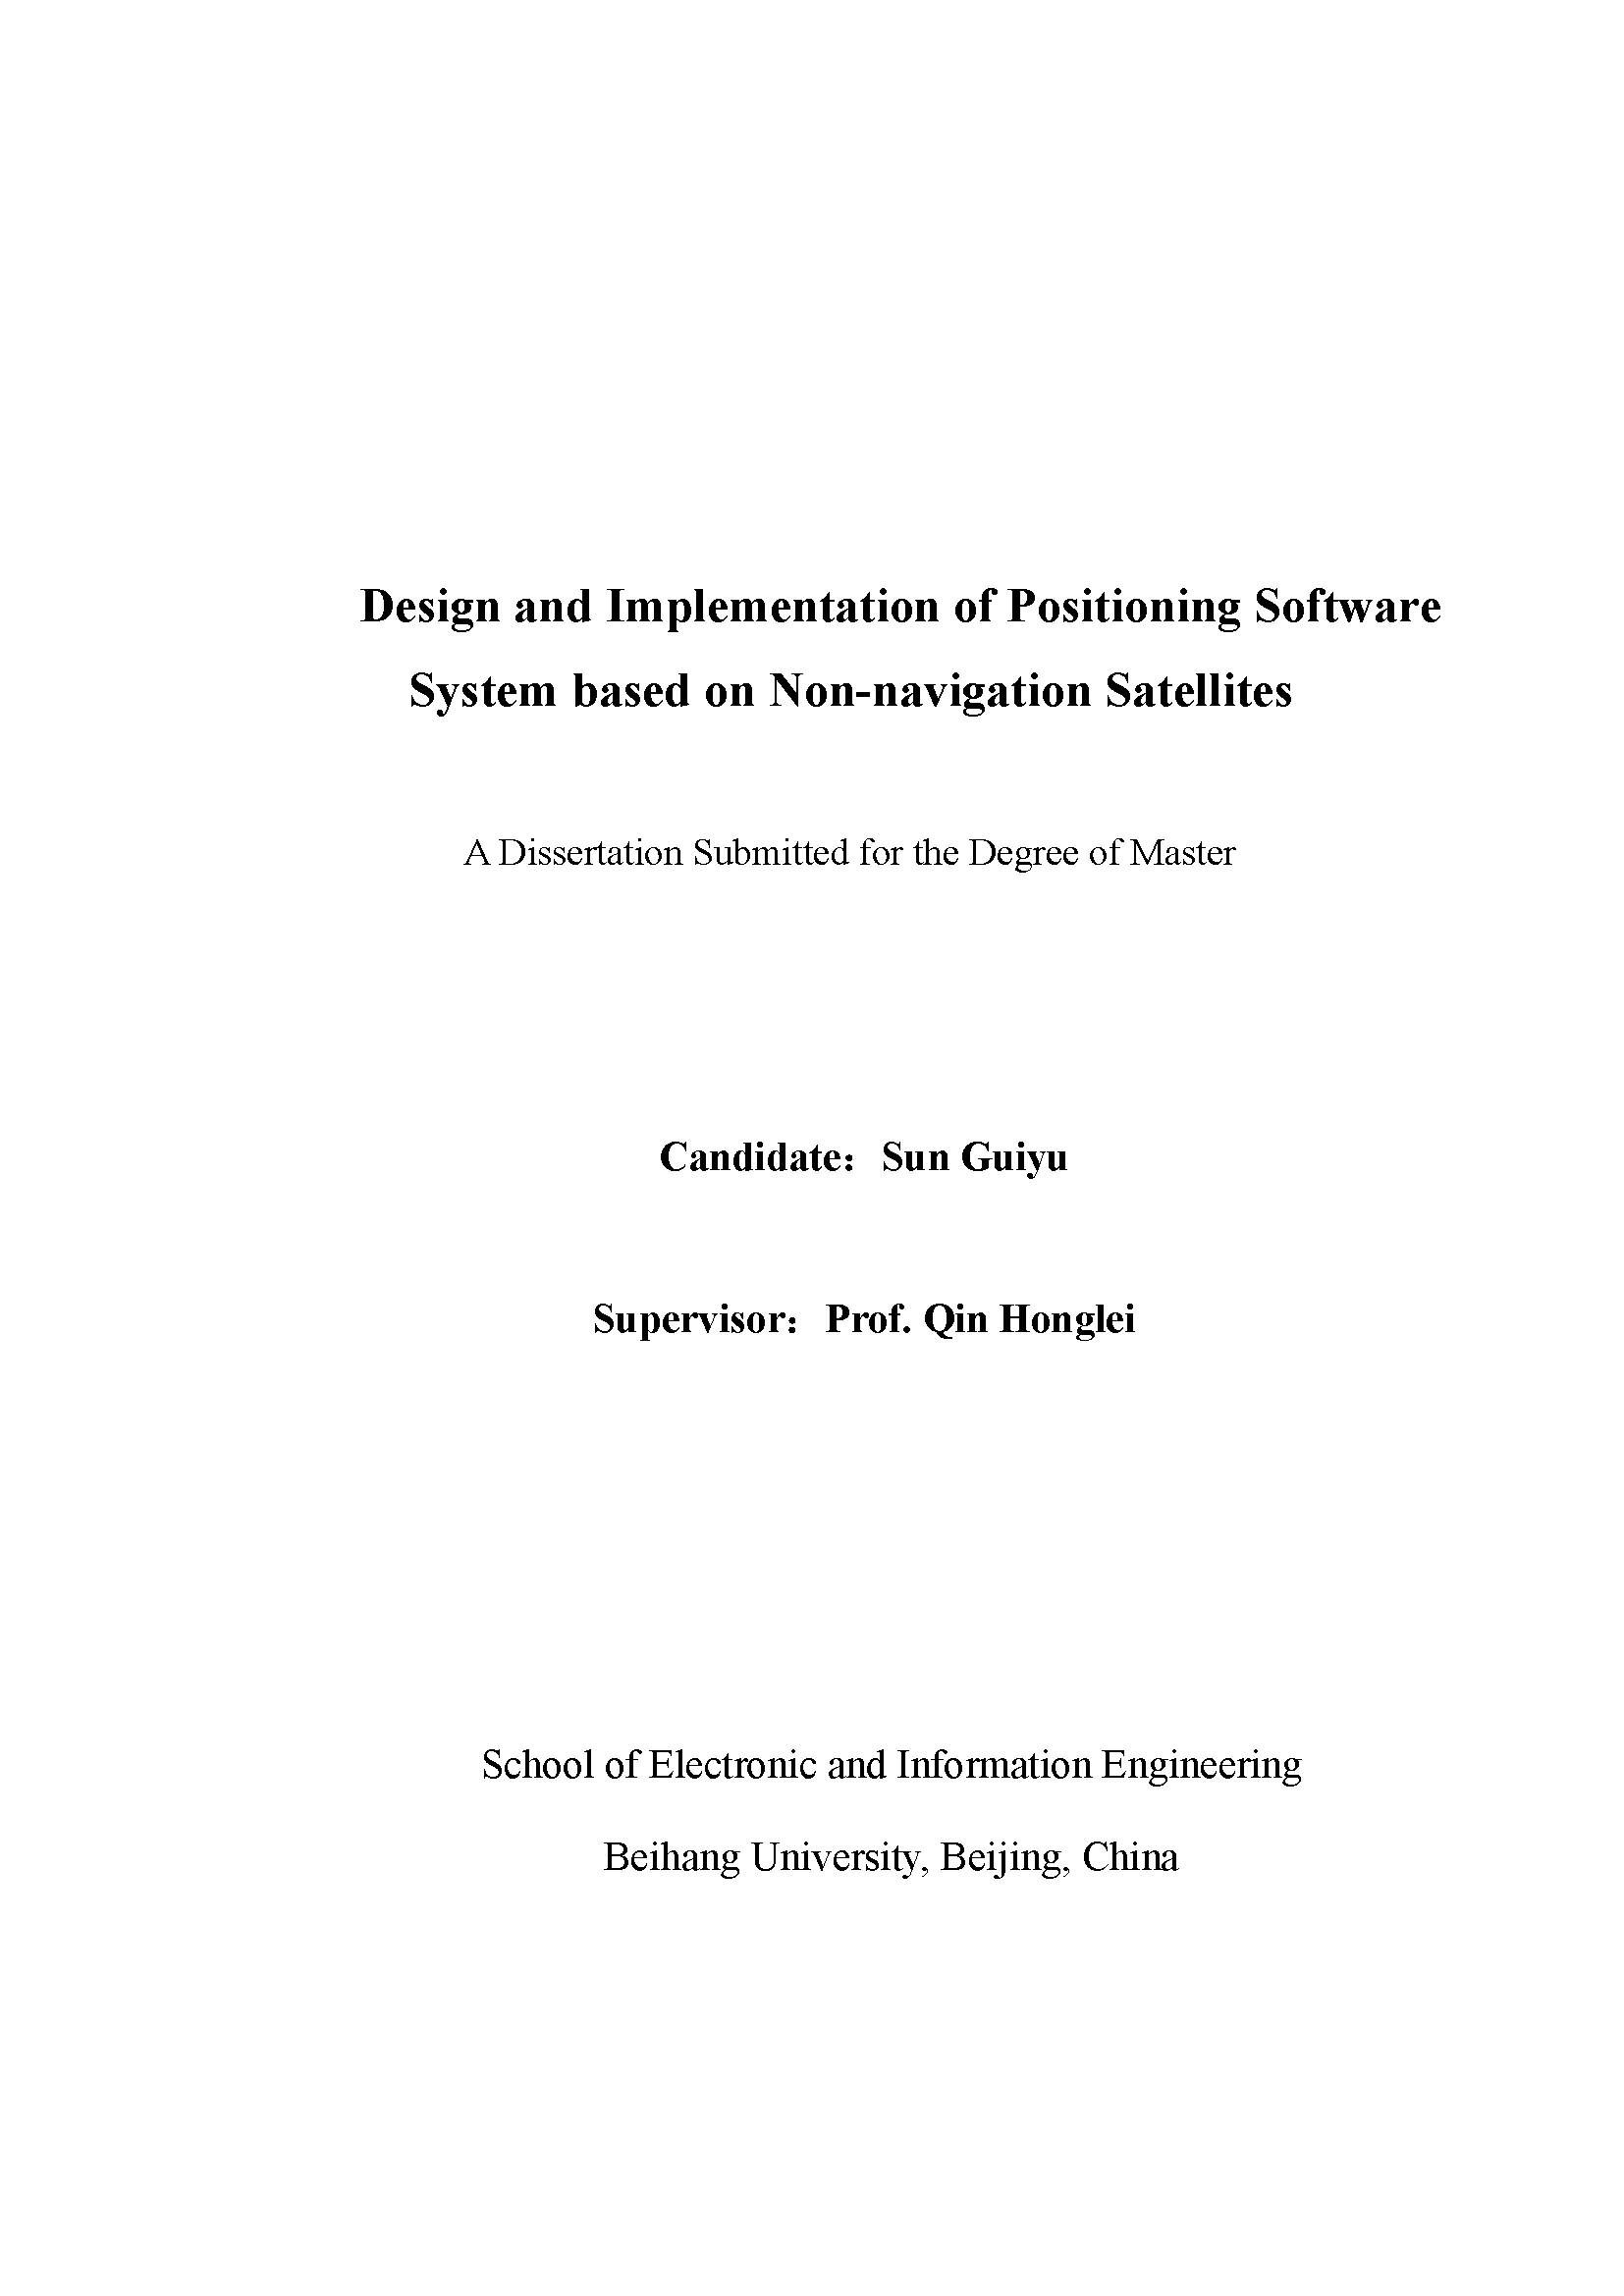 Design and Implementation of Positioning Software
System based on Non-navigation Satellites
A Dissertation Submitted for the Degree of Master
Candidate：Sun Guiyu
Supervisor：Prof. Qin Honglei
School of Electronic and Information Engineering
Beihang University, Beijing, China